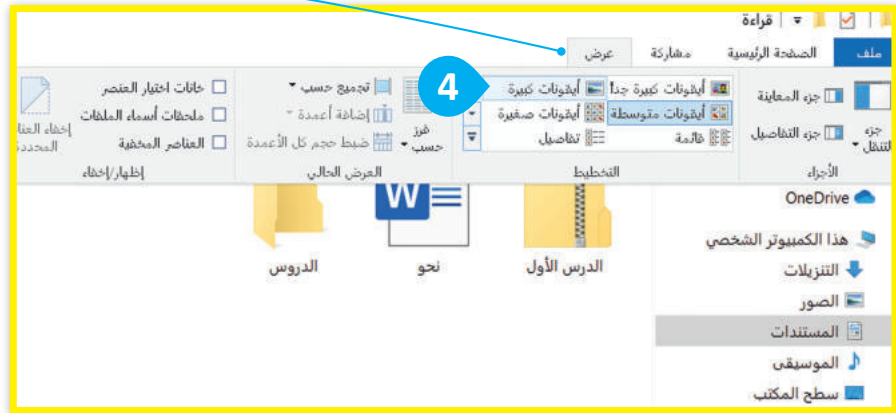 قراءة
ملف الصفحة الرئيسية مشاركة عرض
4
جزء التنقل
جزء المعاينة
جزء التفاصيل
الأجزاء
أيقونات كبيرة جداً أيقونات كبيرة
أيقونات متوسطة أيقونات صغيرة
قائمة تفاصيل
التخطيط
فرز حسب
تجميع حسب
إضافة أعمدة
ضبط حجم كل الأعمدة
العرض الحالي
خانات اختيار العنصر
ملحقات أسماء الملفات
العناصر المخفية
إخفاء
إظهار/إخفاء
W
الدرس الأول
نحو
الدروس
OneDrive
هذا الكمبيوتر الشخصي
التنزيلات
الصور
المستندات
الموسيقى
سطح المكتب